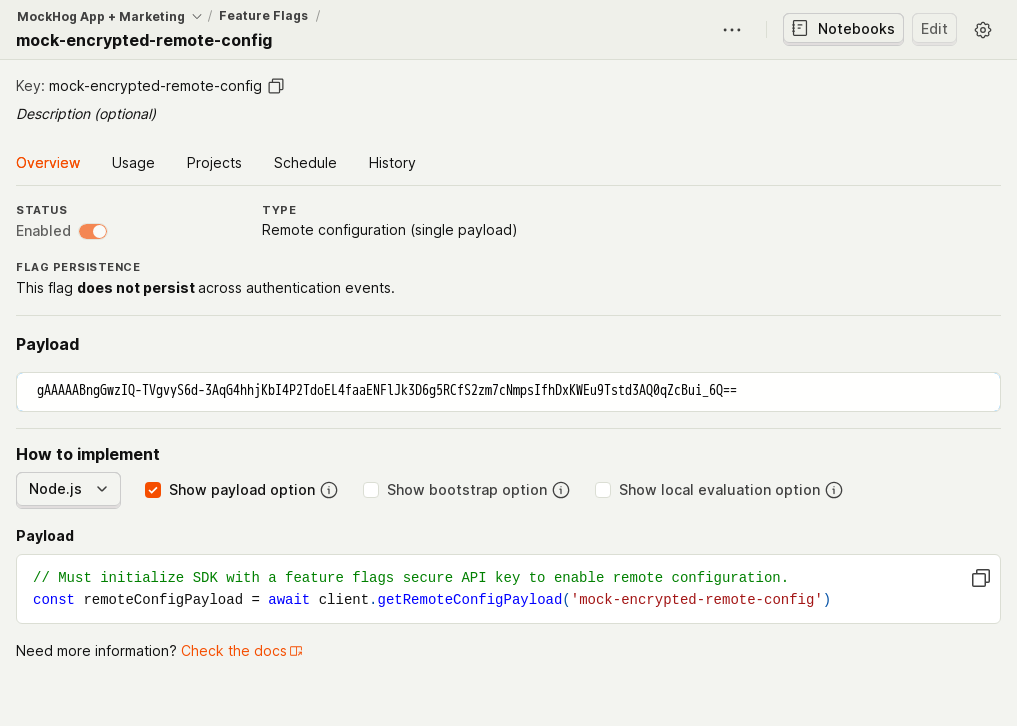 MockHog App + Marketing / Feature Flags /
mock-encrypted-remote-config
Notebooks
Edit
Key: mock-encrypted-remote-config
Description (optional)
Overview Usage Projects Schedule History
STATUS TYPE
Enabled Remote configuration (single payload)
FLAG PERSISTENCE
This flag does not persist across authentication events.
Payload
gAAAAABngGwzIQ-TVgvyS6d-3AqG4hhjKbI4P2TdoEL4faaENFlJk3D6g5RCfS2zm7cNmpsIfhDxKWEu9Tstd3AQ0qZcBui_6Q==
How to implement
Node.js Show payload option Show bootstrap option Show local evaluation option
Payload
// Must initialize SDK with a feature flags secure API key to enable remote configuration.
const remoteConfigPayload = await client.getRemoteConfigPayload('mock-encrypted-remote-config')
Need more information? Check the docs